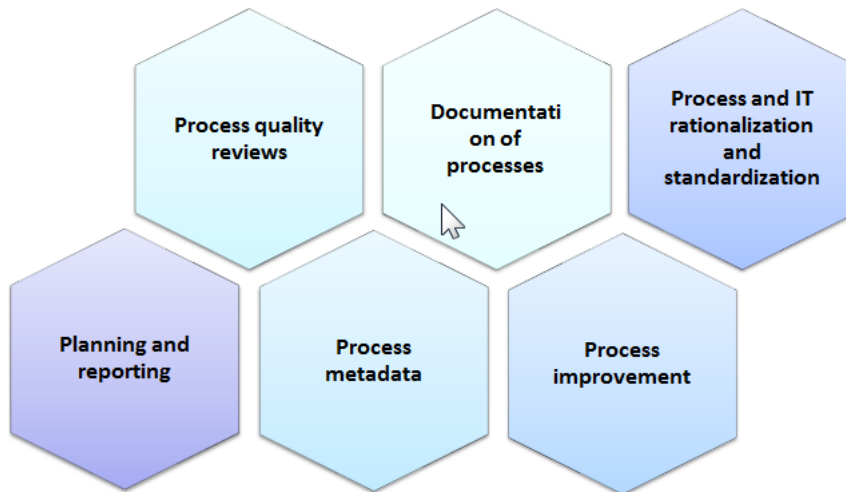 Process quality
reviews
Documentati
on of
processes
Process and IT
rationalization
and
standardization
Planning and
reporting
Process
metadata
Process
improvement